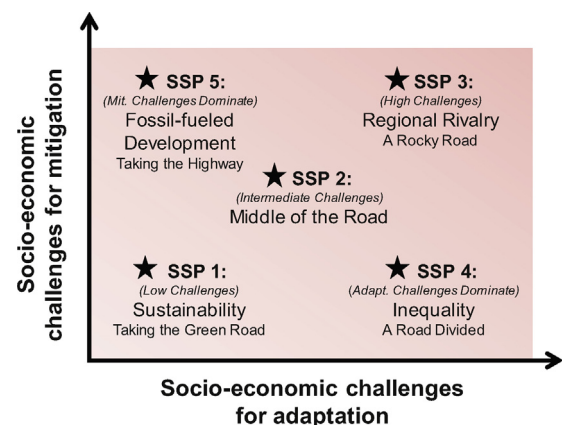 Socio-economic
challenges for mitigation
★ SSP 5:
(Mit. Challenges Dominate)
Fossil-fueled
Development
Taking the Highway
★ SSP 3:
(High Challenges)
Regional Rivalry
A Rocky Road
★ SSP 2:
(Intermediate Challenges)
Middle of the Road
★ SSP 1:
(Low Challenges)
Sustainability
Taking the Green Road
★ SSP 4:
(Adapt. Challenges Dominate)
Inequality
A Road Divided
Socio-economic challenges
for adaptation